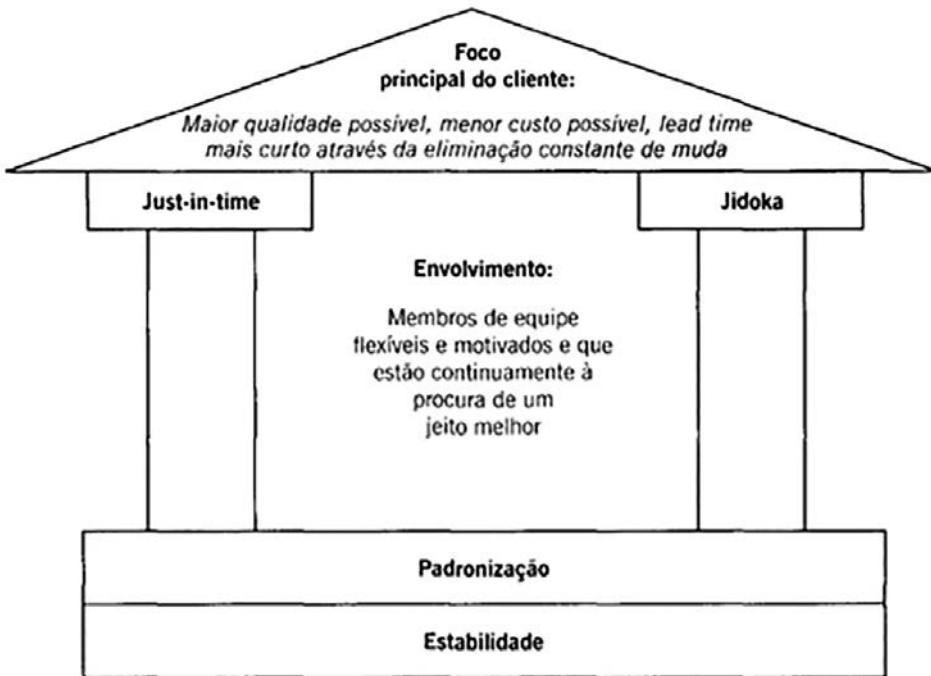 Foco
principal do cliente:
Maior qualidade possível, menor custo possível, lead time
mais curto através da eliminação constante de muda
Just-in-time
Jidoka
Envolvimento:
Membros de equipe
flexíveis e motivados e que
estão continuamente à
procura de um
jeito melhor
Padronização
Estabilidade